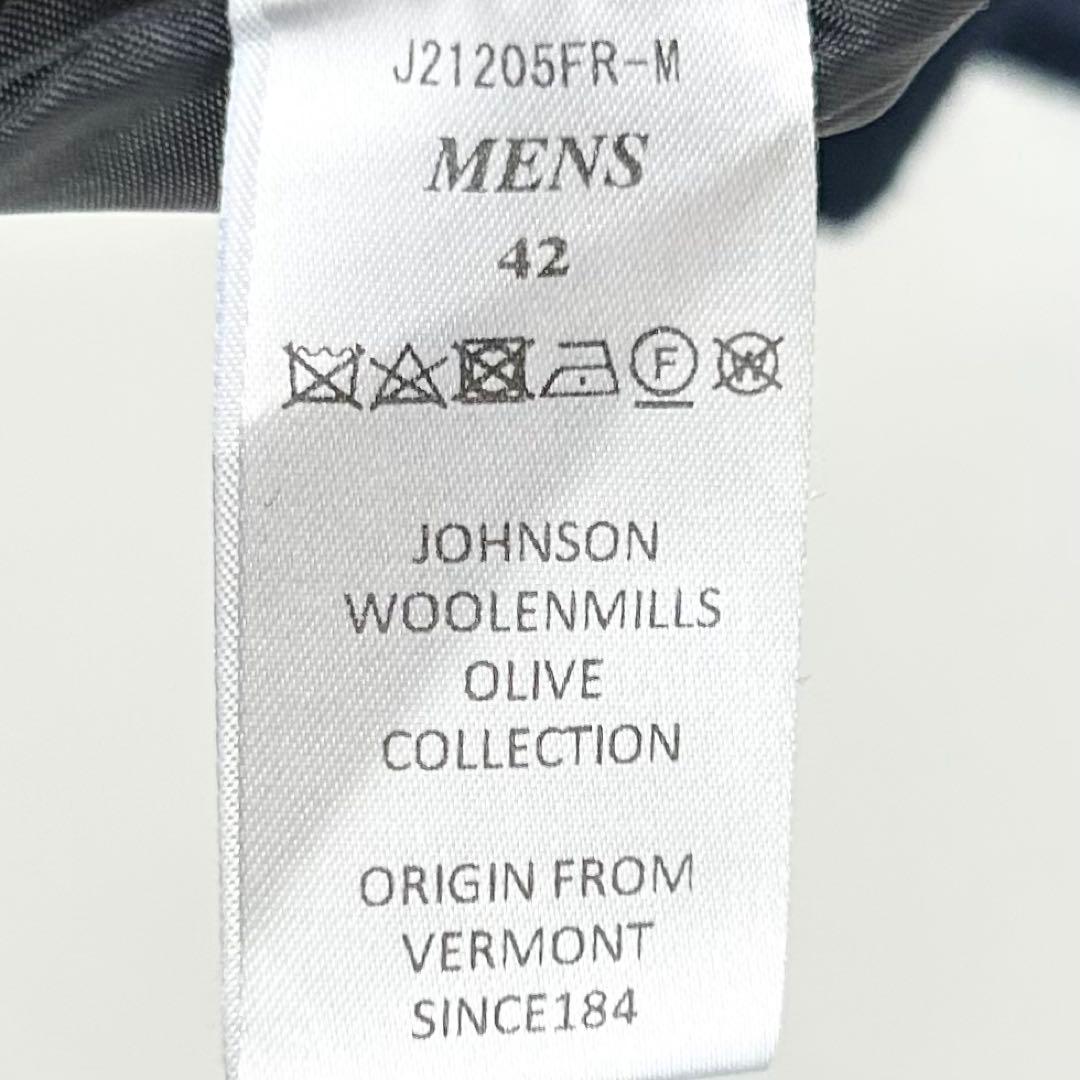 J21205FR-M
MENS
42
F W
JOHNSON
WOOLENMILLS
OLIVE
COLLECTION
ORIGIN FROM
VERMONT
SINCE184